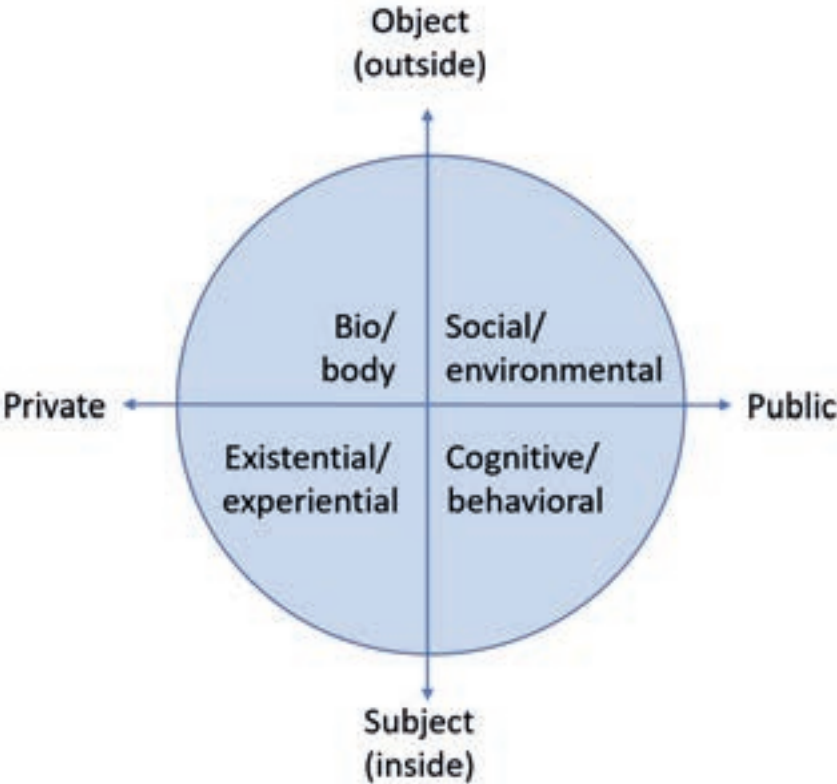 Object
(outside)
Bio/
body
Social/
environmental
Private
Public
Existential/
experiential
Cognitive/
behavioral
Subject
(inside)